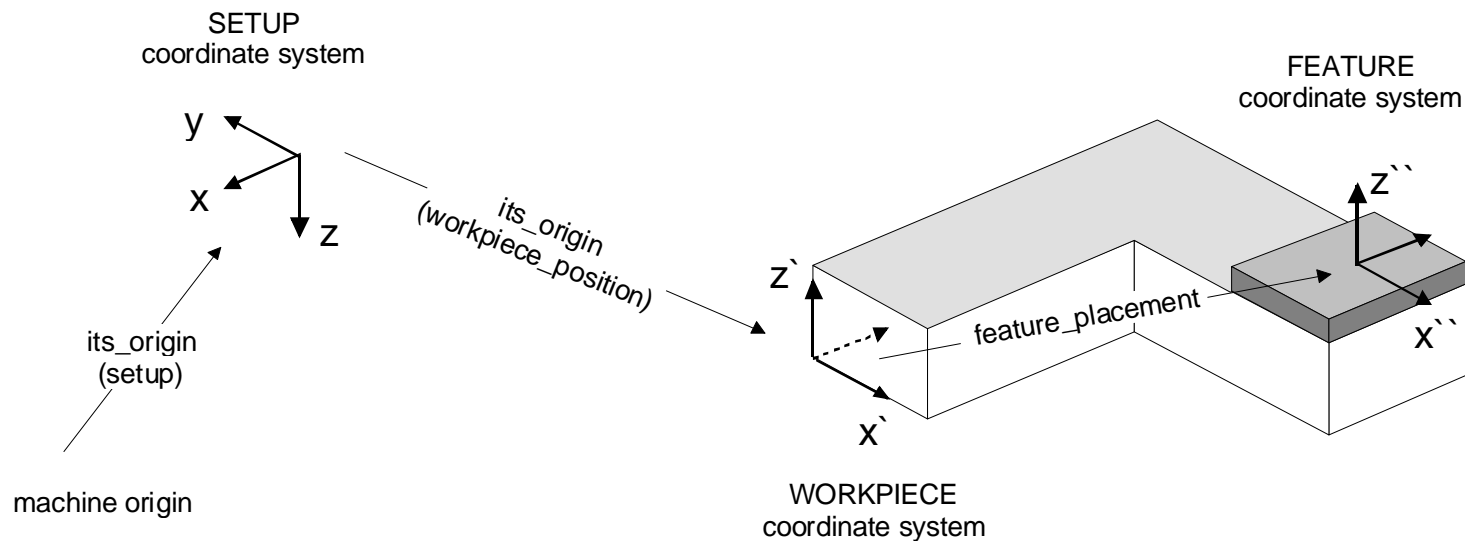 SETUP
coordinate system
y
x
z
its_origin
(setup)
machine origin
its_origin
(workpiece_position)
z`
x`
feature_placement
WORKPIECE
coordinate system
FEATURE
coordinate system
z``
x``